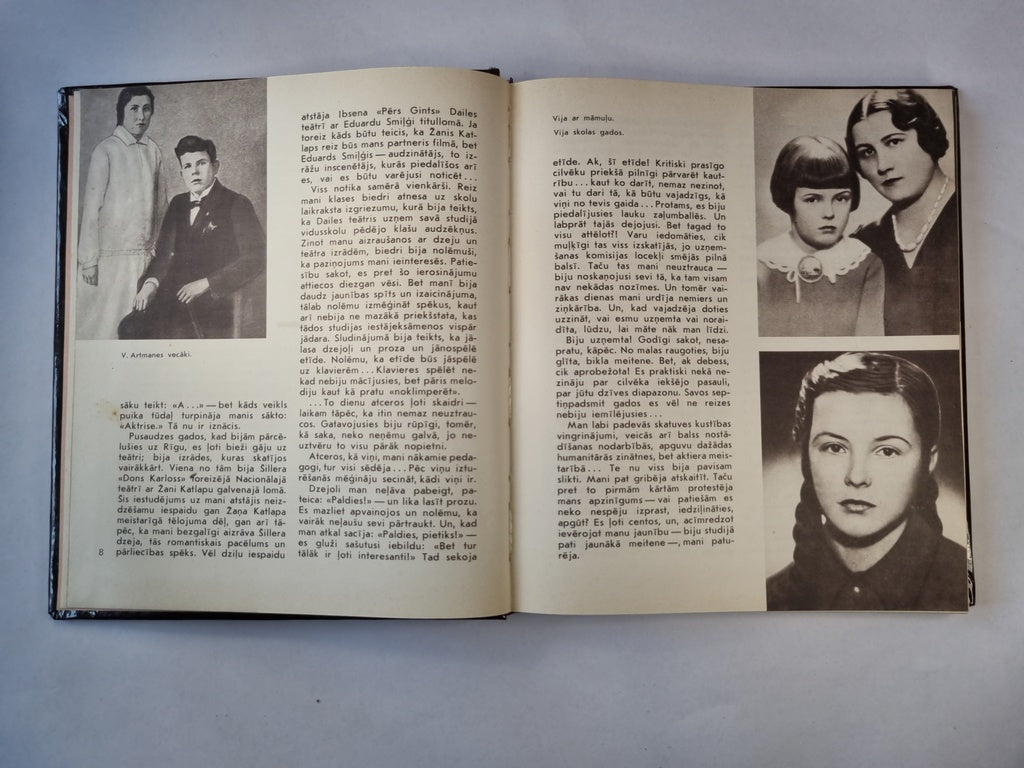 V. Artmanes vecāki.
sāku teikt: «A...» — bet kāds veikls
puika tūdaļ turpināja manis sākto:
«Aktrise.» Tā nu ir iznācis.
Pusaudzes gados, kad bijām pārcē-
lušies uz Rīgu, es ļoti bieži gāju uz
teātri; bija izrādes, kuras skatījos
vairākkārt. Viena no tām bija Šillera
«Dons Karloss» toreizējā Nacionālajā
teātrī ar Žani Katlapu galvenajā lomā.
Šis iestudējums uz mani atstājis neiz-
dzēšamu iespaidu gan Žaņa Katlapa
meistarīgā tēlojuma dēļ, gan arī tā-
pēc, ka mani bezgalīgi aizrāva Šillera
dzeja, tās romantiskais pacēlums un
pārliecības spēks. Vēl dziļu iespaidu
8
atstāja Ibsena «Pērs Gints» Dailes
teātrī ar Eduardu Smiļģi titullomā. Ja
toreiz kāds būtu teicis, ka Žanis Kat-
laps reiz būs mans partneris filmā, bet
Eduards Smiļģis — audzinātājs, to iz-
rāžu inscenētājs, kurās piedalīšos arī
es, vai es būtu varējusi noticēt...
Viss notika samērā vienkārši. Reiz
mani klases biedri atnesa uz skolu
laikraksta izgriezumu, kurā bija teikts,
ka Dailes teātris uzņem savā studijā
vidusskolu pēdējo klašu audzēkņus.
Zinot manu aizraušanos ar dzeju un
teātra izrādēm, biedri bija nolēmuši,
ka paziņojums mani ieinteresēs. Patie-
sību sakot, es pret šo ierosinājumu
attiecos diezgan vēsi. Bet manī bija
daudz jaunības spīts un izaicinājuma,
tālab nolēmu izmēģināt spēkus, kaut
arī nebija ne mazākā priekšstata, kas
tādos studijas iestājeksāmenos vispār
jādara. Sludinājumā bija teikts, ka jā-
lasa dzejoļi un proza un jānospēlē
etīde. Nolēmu, ka etīde būs jāspēlē
uz klavierēm... Klavieres spēlēt ne-
kad nebiju mācījusies, bet pāris melo-
diju kaut kā pratu «noklimperēt».
...To dienu atceros ļoti skaidri —
laikam tāpēc, ka itin nemaz neuztrau-
cos. Gatavojusies biju rūpīgi, tomēr,
kā saka, neko neņēmu galvā, jo ne-
uztvēru to visu pārāk nopietni.
Atceros, kā viņi, mani nākamie peda-
gogi, tur visi sēdēja... Pēc viņu iztu-
rēšanās mēģināju secināt, kādi viņi ir.
Dzejoli man neļāva pabeigt, pa-
teica: «Paldies!» — un lika lasīt prozu.
Es mazliet apvainojos un nolēmu, ka
vairāk neļaušu sevi pārtraukt. Un, kad
man atkal sacīja: «Paldies, pietiks!» —
es gluži sašutusi iebildu: «Bet tur
tālāk ir ļoti interesanti!» Tad sekoja
Vija ar māmuļu.
Vija skolas gados.
etīde. Ak, šī etīde! Kritiski prasīgo
cilvēku priekšā pilnīgi pārvarēt kaut-
rību... kaut ko darīt, nemaz nezinot,
vai tu dari tā, kā būtu vajadzīgs, kā
viņi no tevis gaida... Protams, es biju
piedalījusies lauku zaļumballēs. Un
labprāt tajās dejojusi. Bet tagad to
visu attēlot?! Varu iedomāties, cik
muļķīgi tas viss izskatījās, jo uzņem-
šanas komisijas locekļi smējās pilnā
balsī. Taču tas mani neuztrauca —
biju noskaņojusi sevi tā, ka tam visam
nav nekādas nozīmes. Un tomēr vai-
rākas dienas mani urdīja nemiers un
ziņkārība. Un, kad vajadzēja doties
uzzināt, vai esmu uzņemta vai norai-
dīta, lūdzu, lai māte nāk man līdzi.
Biju uzņemta! Godīgi sakot, nesa-
pratu, kāpēc. No malas raugoties, biju
glīta, bikla meitene. Bet, ak debess,
cik aprobežota! Es praktiski nekā ne-
zināju par cilvēka iekšējo pasauli,
par jūtu dzīves diapazonu. Savos sep-
tiņpadsmit gados es vēl ne reizes
nebiju iemīlējusies...
Man labi padevās skatuves kustības
vingrinājumi, veicās arī balss nostā-
dīšanas nodarbībās, apguvu dažādas
humanitārās zinātnes, bet aktiera meis-
tarībā... Te nu viss bija pavisam
slikti. Mani pat gribēja atskaitīt. Taču
pret to pirmām kārtām protestēja
mans apzinīgums — vai patiešām es
neko nespēju izprast, iedziļināties,
apgūt? Es ļoti centos, un, acīmredzot
ievērojot manu jaunību — biju studijā
pati jaunākā meitene —, mani patu-
rēja.